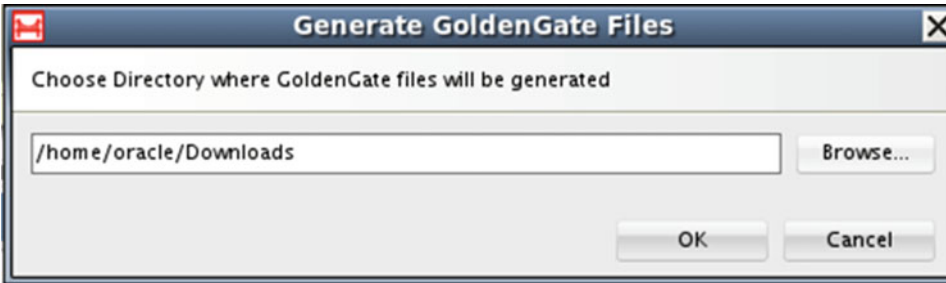 Generate GoldenGate Files
Choose Directory where GoldenGate files will be generated
/home/oracle/Downloads
Browse...
OK
Cancel